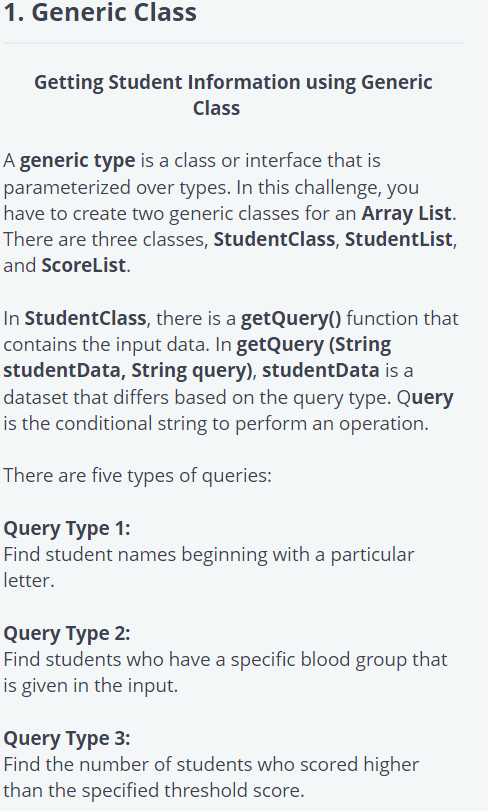 1. Generic Class
Getting Student Information using Generic
Class
A generic type is a class or interface that is
parameterized over types. In this challenge, you
have to create two generic classes for an Array List.
There are three classes, StudentClass, StudentList,
and ScoreList.
In StudentClass, there is a getQuery() function that
contains the input data. In getQuery (String
studentData, String query), studentData is a
dataset that differs based on the query type. Query
is the conditional string to perform an operation.
There are five types of queries:
Query Type 1:
Find student names beginning with a particular
letter.
Query Type 2:
Find students who have a specific blood group that
is given in the input.
Query Type 3:
Find the number of students who scored higher
than the specified threshold score.